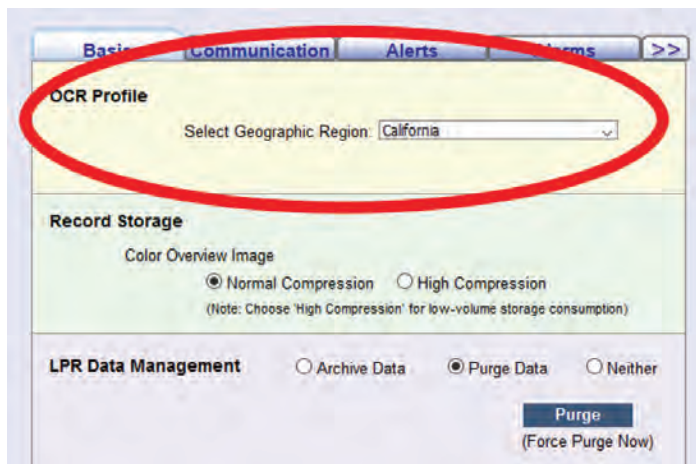 Communication Alerts >>
OCR Profile
Select Geographic Region: California
Record Storage
Color Overview Image
Normal Compression High Compression
(Note: Choose 'High Compression' for low-volume storage consumption)
LPR Data Management Archive Data Purge Data Neither
Purge
(Force Purge Now)